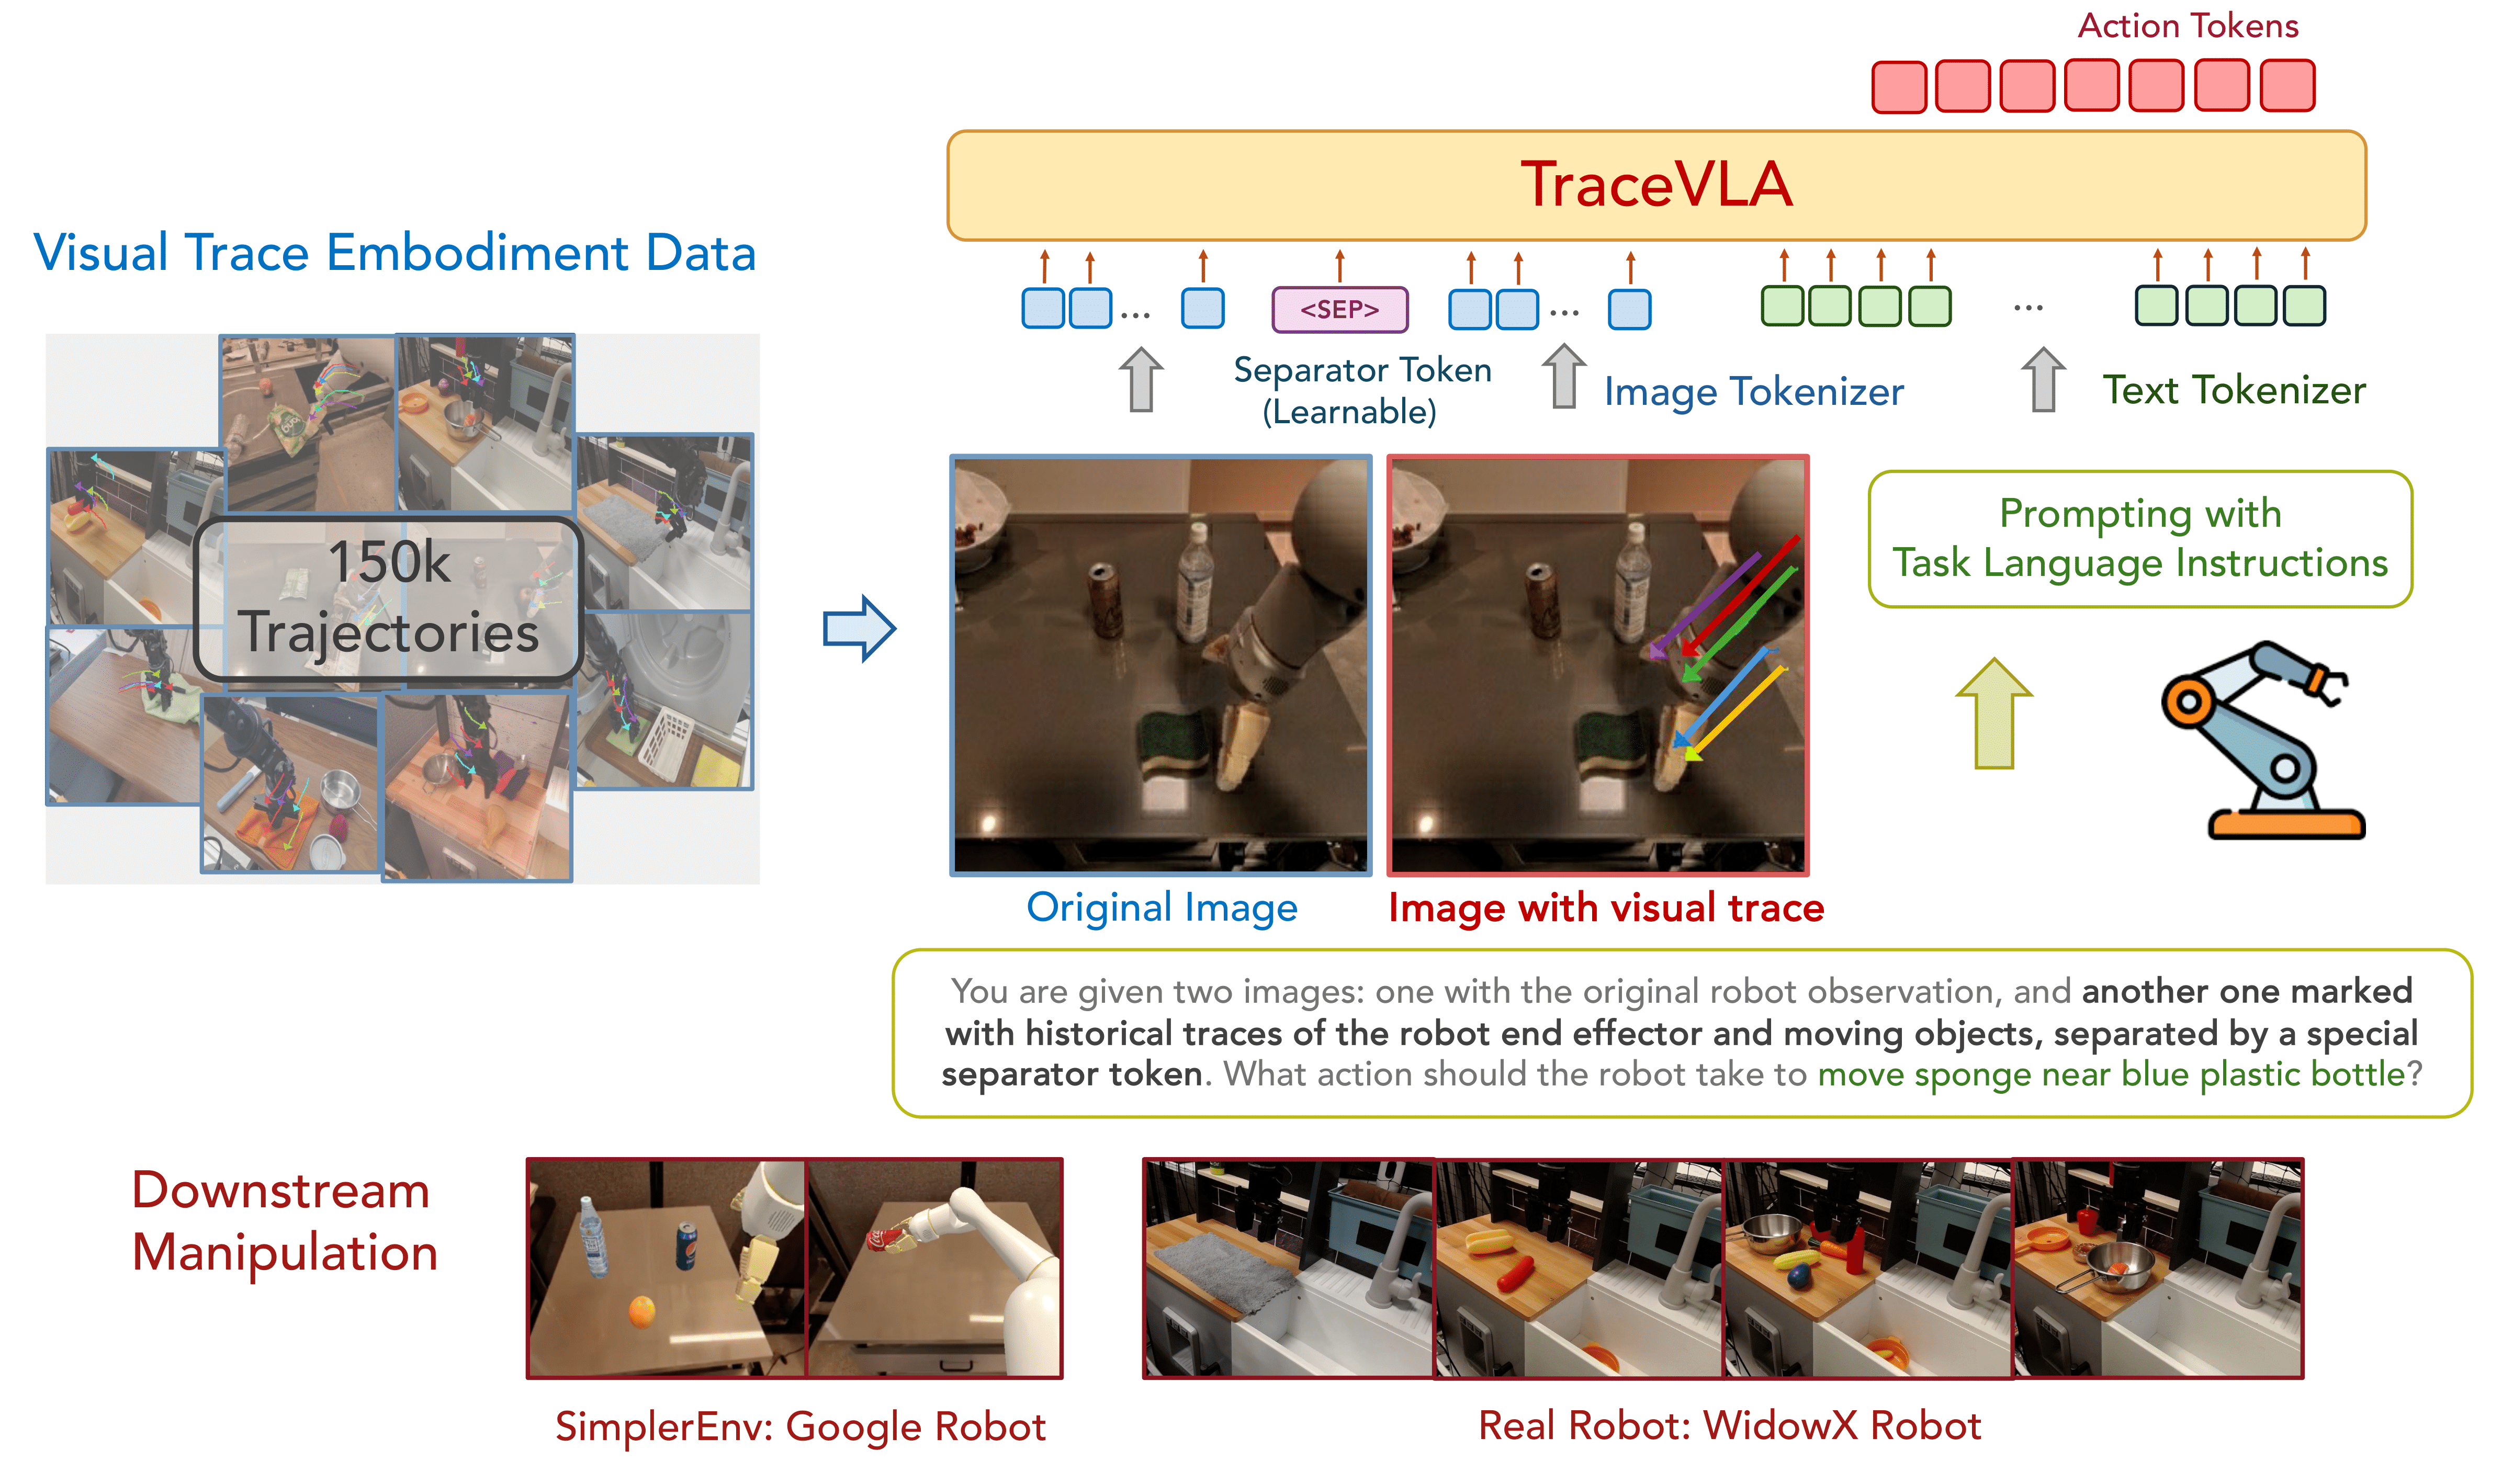 Action Tokens
TraceVLA
Visual Trace Embodiment Data
...
<SEP>
...
...
Separator Token
(Learnable)
Image Tokenizer
Text Tokenizer
150k
Trajectories
Prompting with
Task Language Instructions
Original Image
Image with visual trace
You are given two images: one with the original robot observation, and another one marked
with historical traces of the robot end effector and moving objects, separated by a special
separator token. What action should the robot take to move sponge near blue plastic bottle?
Downstream
Manipulation
SimplerEnv: Google Robot
Real Robot: WidowX Robot